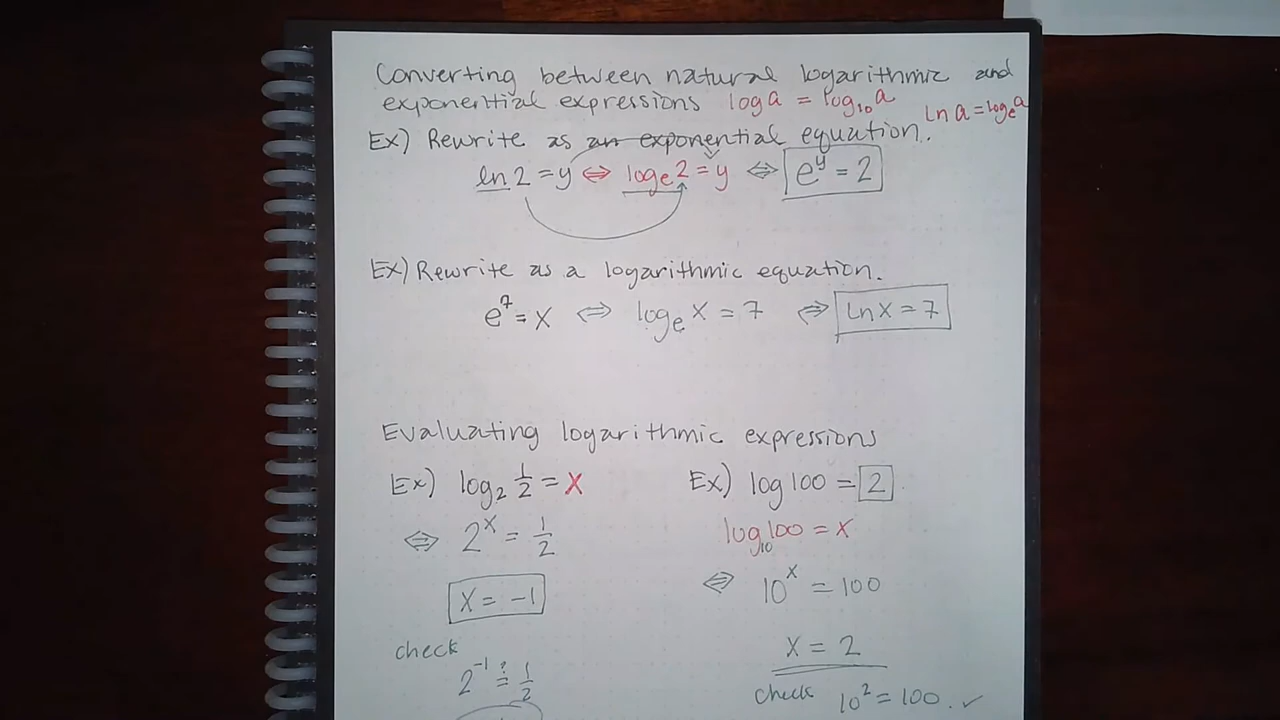 Converting between natural logarithmic and
exponential expressions log a = log₁₀a ln a = logₑa
Ex) Rewrite as an exponential equation.
ln 2 = y ⇔ logₑ2 = y ⇔ eʸ = 2
Ex) Rewrite as a logarithmic equation.
e⁷ = x ⇔ logₑ x = 7 ⇔ ln x = 7
Evaluating logarithmic expressions
Ex) log₂ 1/2 = x
⇔ 2ˣ = 1/2
x = -1
check
2⁻¹ ≟ 1/2
Ex) log 100 = 2
log₁₀100 = x
⇔ 10ˣ = 100
x = 2
check 10² = 100. ✓